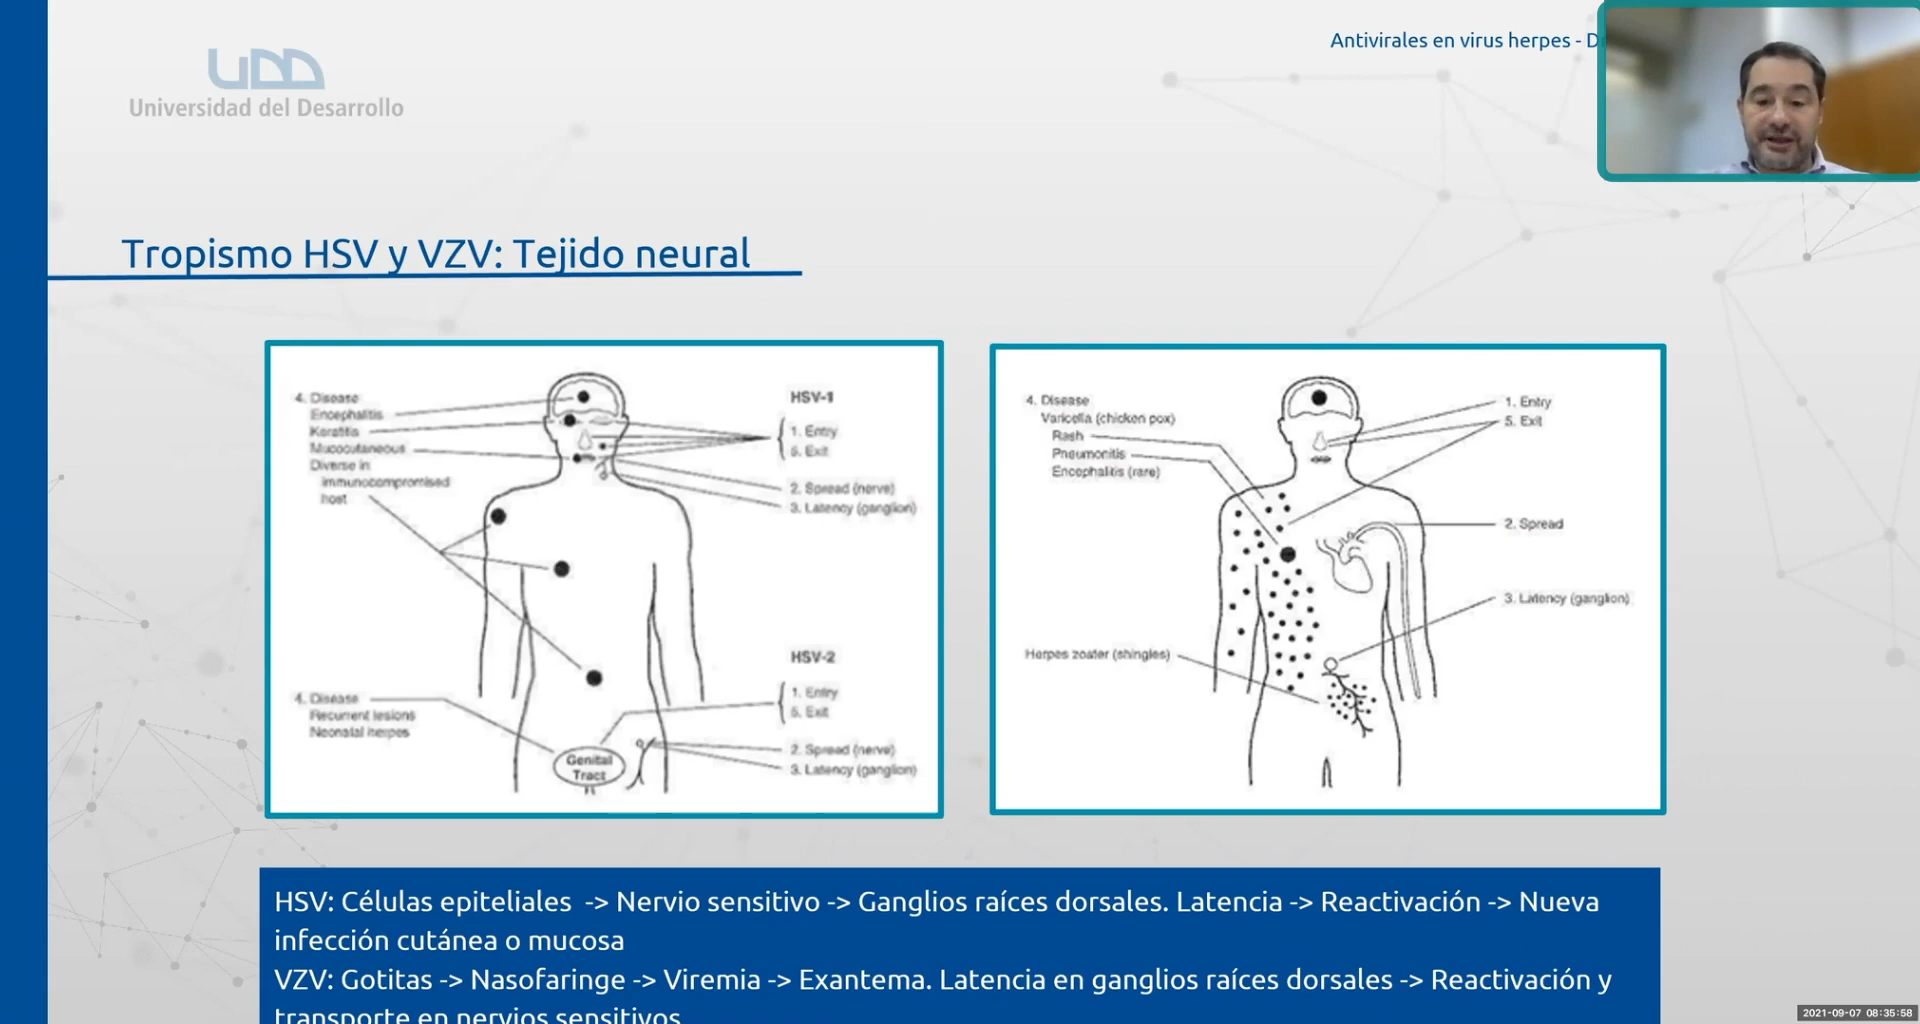 Antivirales en virus herpes - D
UDD
Universidad del Desarrollo
Tropismo HSV y VZV: Tejido neural
4. Disease
Encephalitis
Keratitis
Mucocutaneous
Diverse in
immunocompromised
host
HSV-1
1. Entry
5. Exit
2. Spread (nerve)
3. Latency (ganglion)
HSV-2
1. Entry
5. Exit
4. Disease
Recurrent lesions
Neonatal herpes
Genital
Tract
2. Spread (nerve)
3. Latency (ganglion)
4. Disease
Varicella (chicken pox)
Rash
Pneumonitis
Encephalitis (rare)
1. Entry
5. Exit
2. Spread
3. Latency (ganglion)
Herpes zoster (shingles)
HSV: Células epiteliales -> Nervio sensitivo -> Ganglios raíces dorsales. Latencia -> Reactivación -> Nueva
infección cutánea o mucosa
VZV: Gotitas -> Nasofaringe -> Viremia -> Exantema. Latencia en ganglios raíces dorsales -> Reactivación y
transporte en nervios sensitivos
2021-09-07 08:35:58